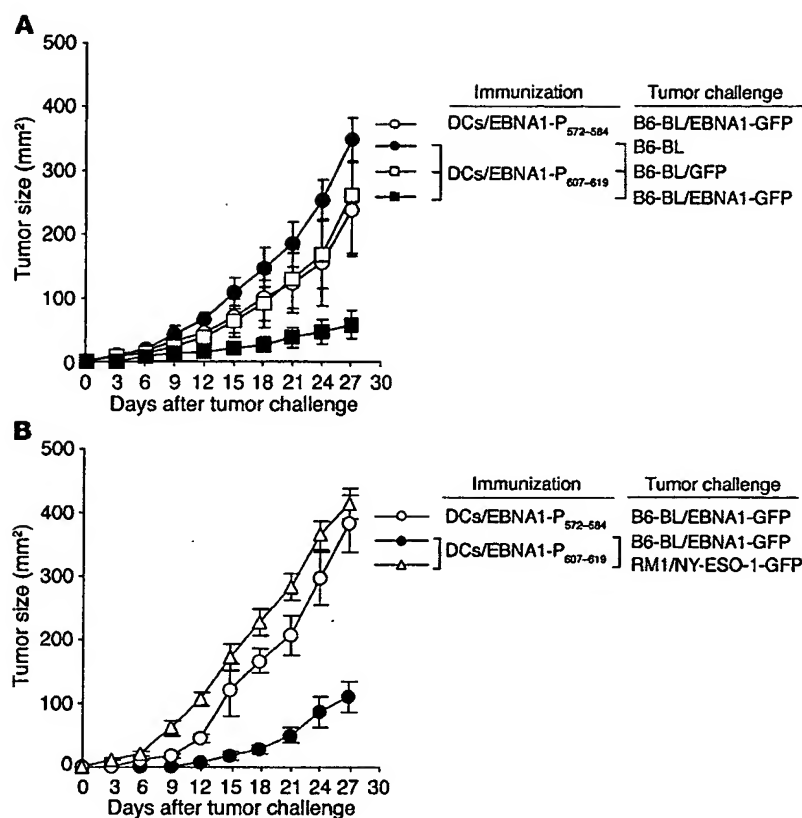 A
500
400
300
200
100
0
Tumor size (mm²)
0 3 6 9 12 15 18 21 24 27 30
Days after tumor challenge
Immunization Tumor challenge
DCs/EBNA1-P572–584 B6-BL/EBNA1-GFP
B6-BL
DCs/EBNA1-P607–619 B6-BL/GFP
B6-BL/EBNA1-GFP
B
500
400
300
200
100
0
Tumor size (mm²)
0 3 6 9 12 15 18 21 24 27 30
Days after tumor challenge
Immunization Tumor challenge
DCs/EBNA1-P572–584 B6-BL/EBNA1-GFP
DCs/EBNA1-P607–619 B6-BL/EBNA1-GFP
RM1/NY-ESO-1-GFP